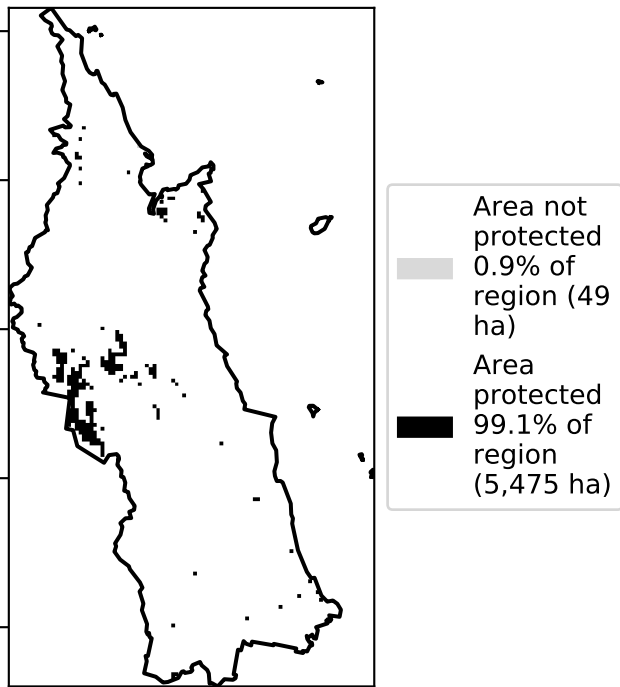 Area not
protected
0.9% of
region (49
ha)
Area
protected
99.1% of
region
(5,475 ha)